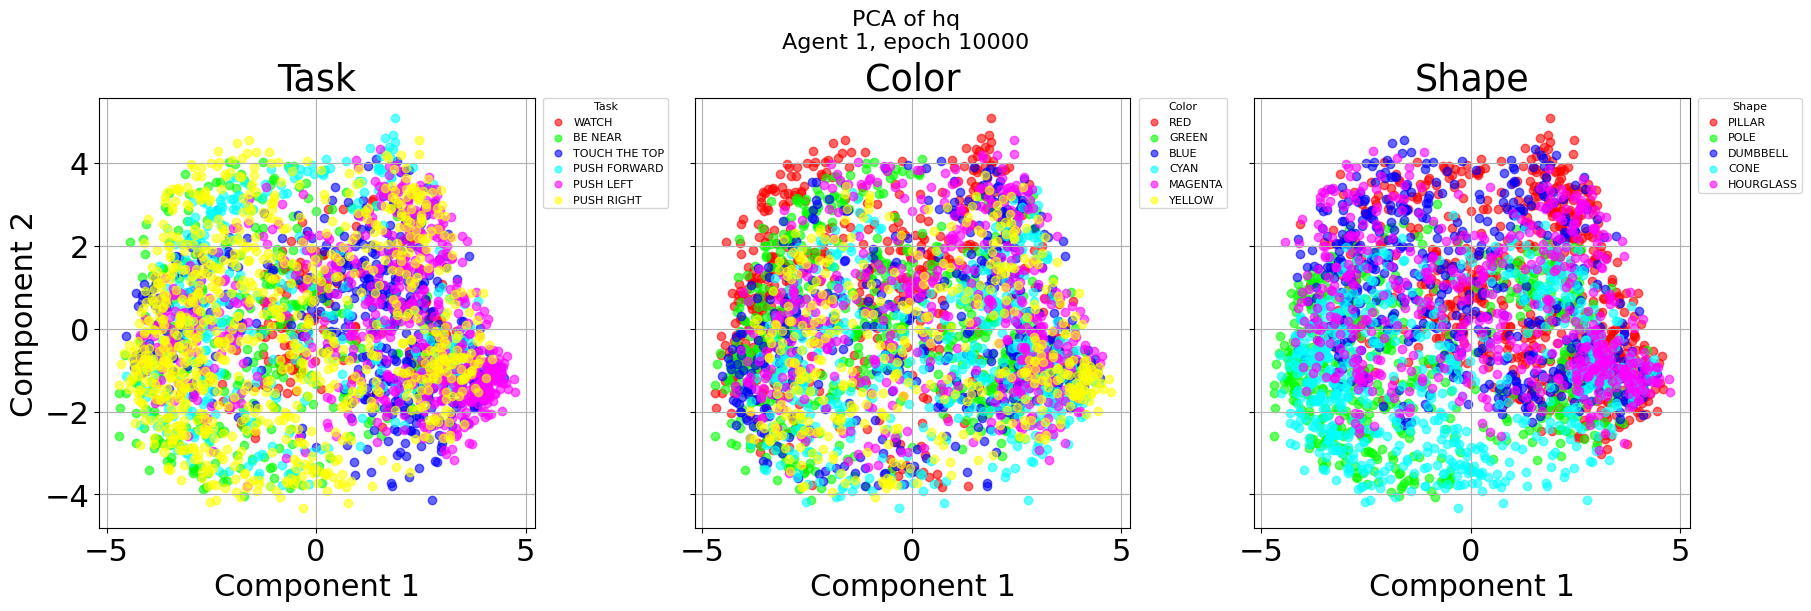 PCA of hq
Agent 1, epoch 10000
Task
Color
Shape
Component 2
4
2
0
−2
−4
−5
0
5
Component 1
Task
WATCH
BE NEAR
TOUCH THE TOP
PUSH FORWARD
PUSH LEFT
PUSH RIGHT
−5
0
5
Component 1
Color
RED
GREEN
BLUE
CYAN
MAGENTA
YELLOW
−5
0
5
Component 1
Shape
PILLAR
POLE
DUMBBELL
CONE
HOURGLASS